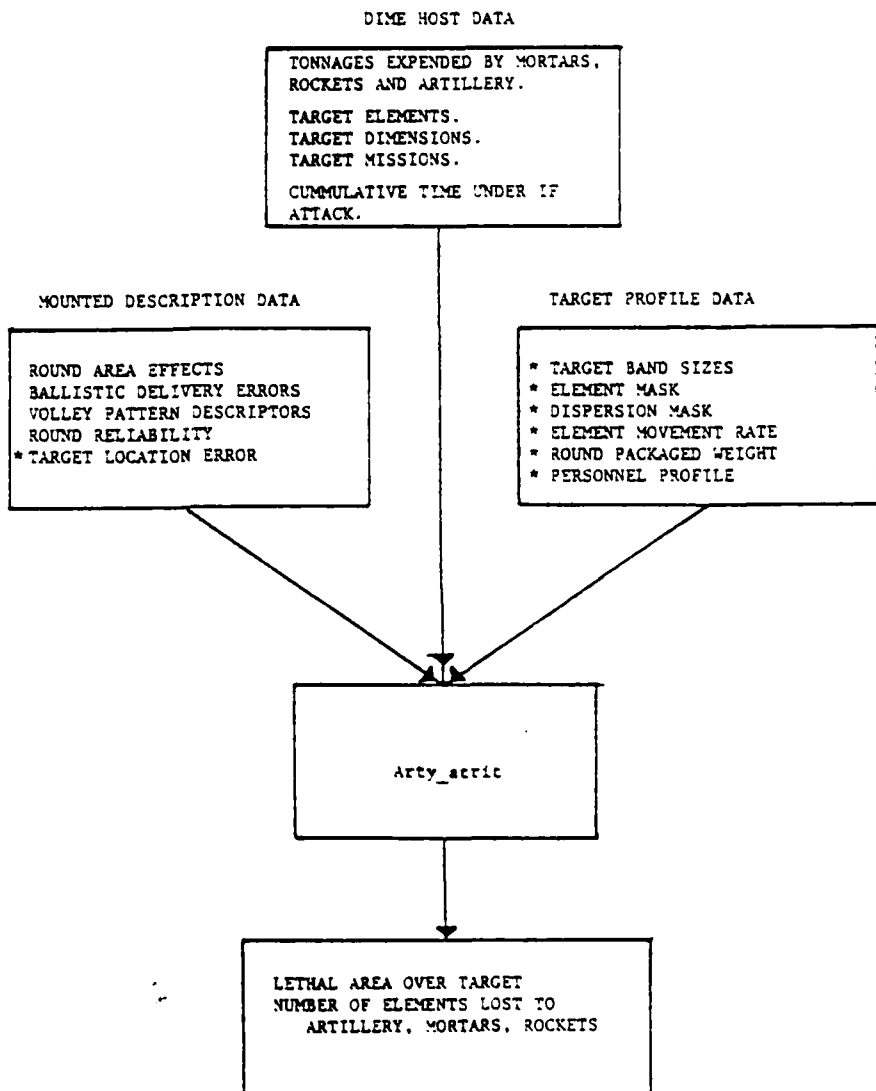 DIME HOST DATA
TONNAGES EXPENDED BY MORTARS,
ROCKETS AND ARTILLERY.
TARGET ELEMENTS.
TARGET DIMENSIONS.
TARGET MISSIONS.
CUMMULATIVE TIME UNDER IF
ATTACK.
MOUNTED DESCRIPTION DATA
ROUND AREA EFFECTS
BALLISTIC DELIVERY ERRORS
VOLLEY PATTERN DESCRIPTORS
ROUND RELIABILITY
* TARGET LOCATION ERROR
TARGET PROFILE DATA
* TARGET BAND SIZES
* ELEMENT MASK
* DISPERSION MASK
* ELEMENT MOVEMENT RATE
* ROUND PACKAGED WEIGHT
* PERSONNEL PROFILE
Arty_atrit
LETHAL AREA OVER TARGET
NUMBER OF ELEMENTS LOST TO
ARTILLERY, MORTARS, ROCKETS